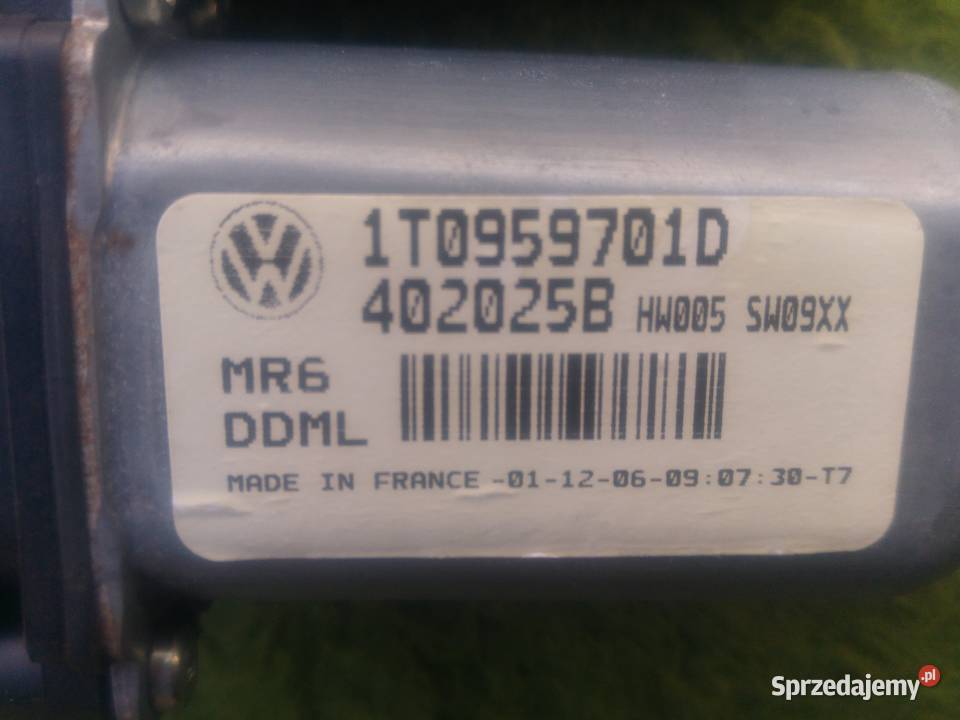 1T0959701D
402025B HW005 SW09XX
MR6
DDML
MADE IN FRANCE -01-12-06-09:07:30-T7
Sprzedajemy.pl